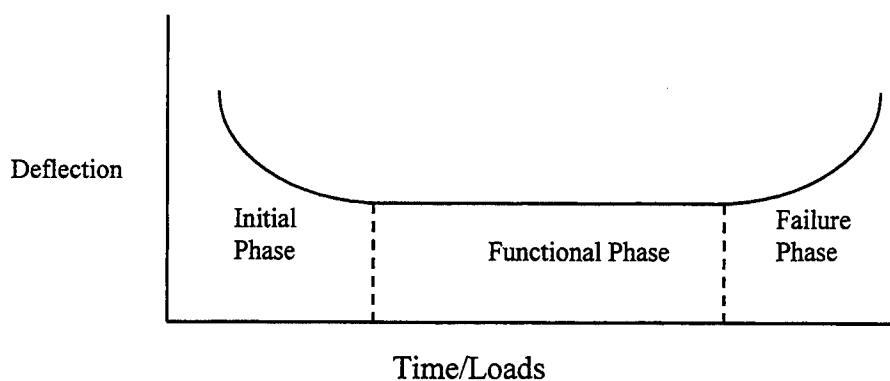 Deflection
Initial
Phase
Functional Phase
Failure
Phase
Time/Loads